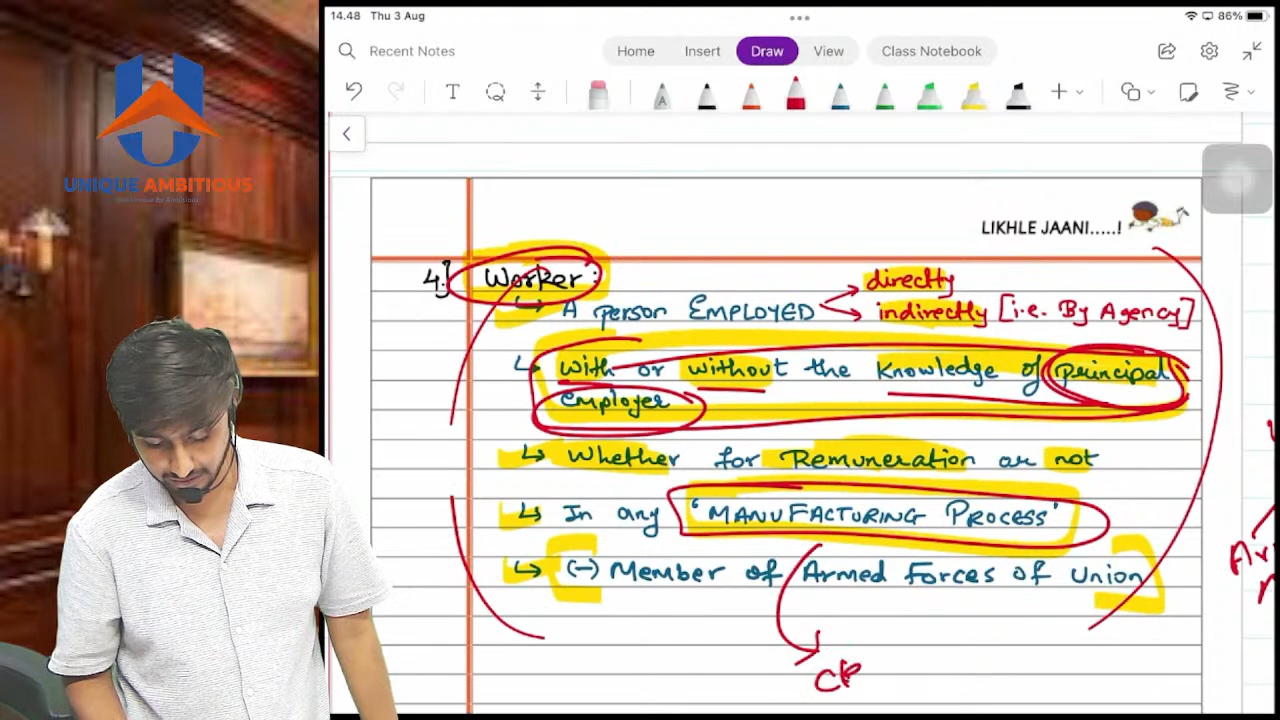 14.48 Thu 3 Aug
86%
Recent Notes
Home Insert Draw View Class Notebook
UNIQUE AMBITIOUS
LIKHLE JAANI.....!
4.] Worker:
↳ A person EMPLOYED directly
indirectly [i.e. By Agency]
↳ With or without the knowledge of principal
employer
↳ Whether for Remuneration or not
↳ In any 'MANUFACTURING PROCESS'
↳ (-) Member of Armed Forces of Union